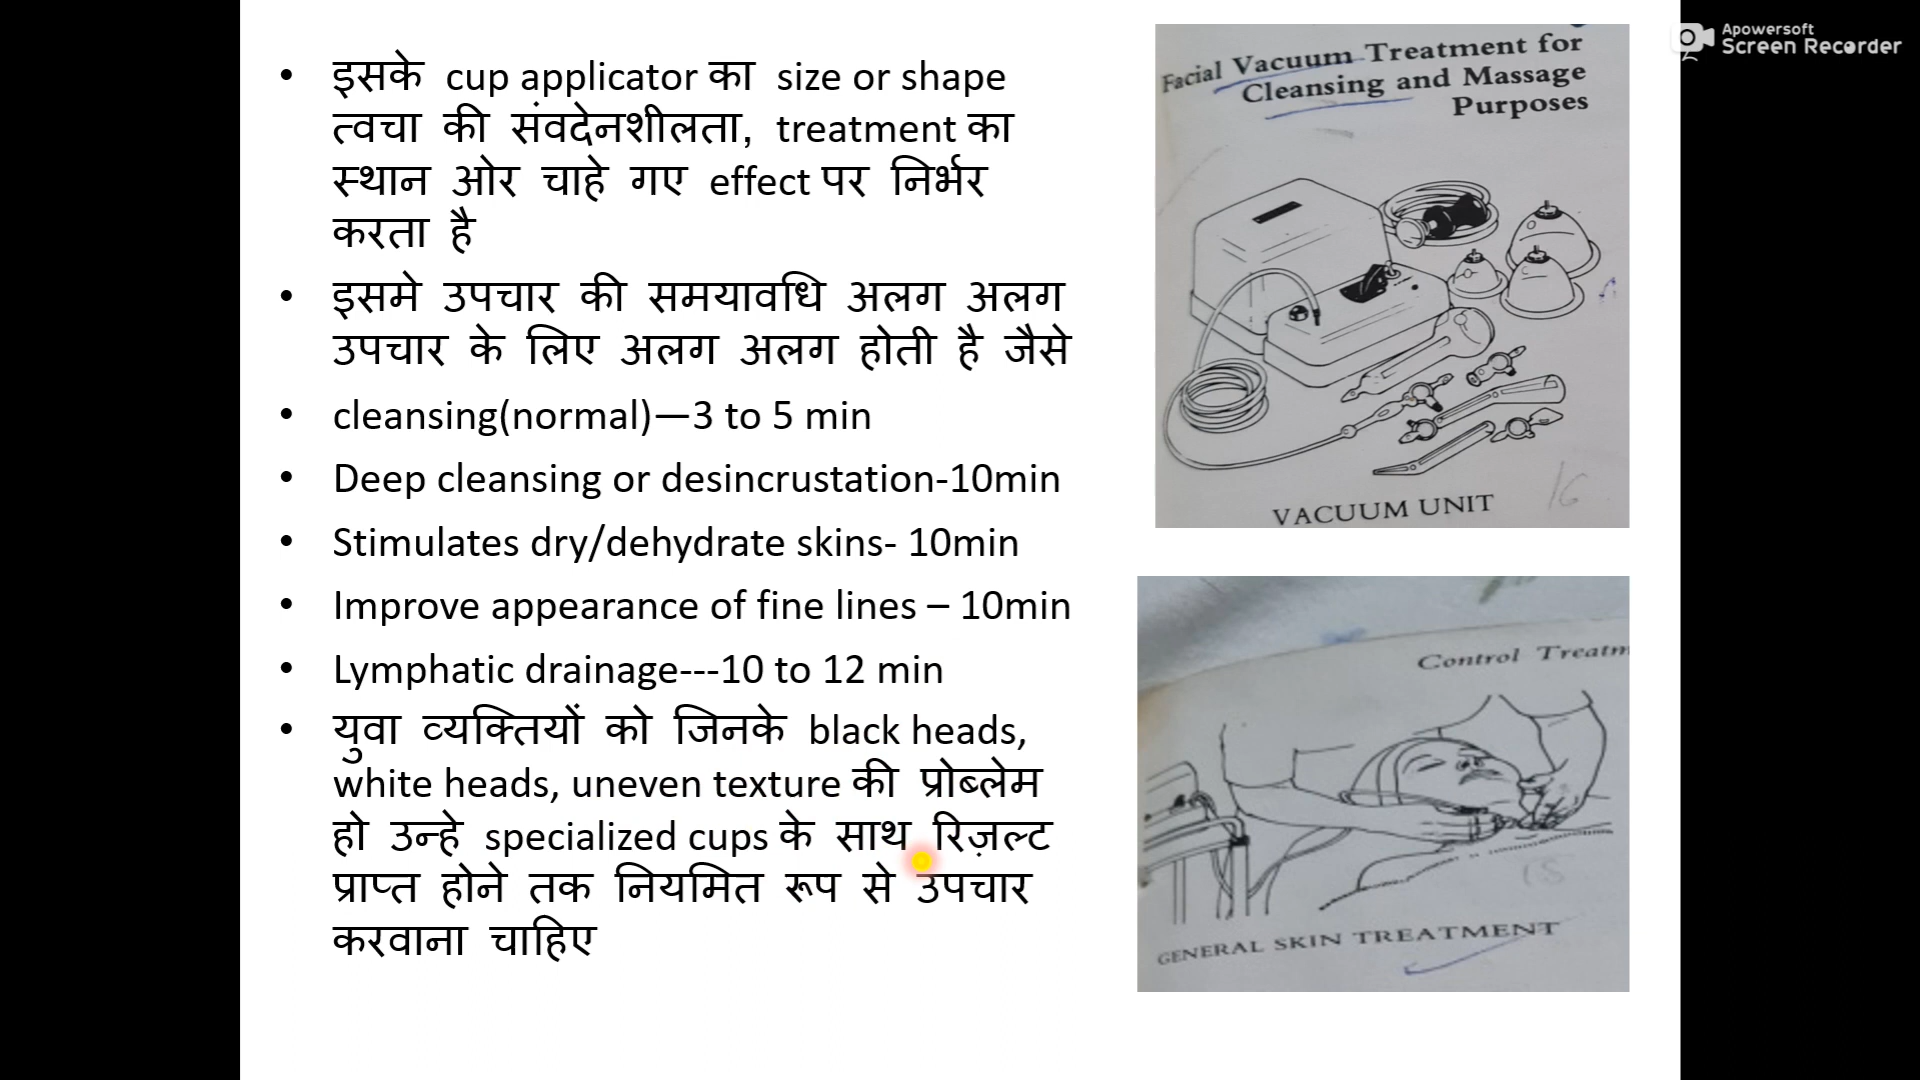 इसके cup applicator का size or shape
त्वचा की संवदेनशीलता, treatment का
स्थान ओर चाहे गए effect पर निर्भर
करता है
इसमे उपचार की समयावधि अलग अलग
उपचार के लिए अलग अलग होती है जैसे
cleansing(normal)—3 to 5 min
Deep cleansing or desincrustation-10min
Stimulates dry/dehydrate skins- 10min
Improve appearance of fine lines – 10min
Lymphatic drainage---10 to 12 min
युवा व्यक्तियों को जिनके black heads,
white heads, uneven texture की प्रोब्लेम
हो उन्हे specialized cups के साथ रिज़ल्ट
प्राप्त होने तक नियमित रूप से उपचार
करवाना चाहिए
Facial Vacuum Treatment for
Cleansing and Massage
Purposes
16
VACUUM UNIT
Control Treatm
15
GENERAL SKIN TREATMENT
Apowersoft
Screen Recorder